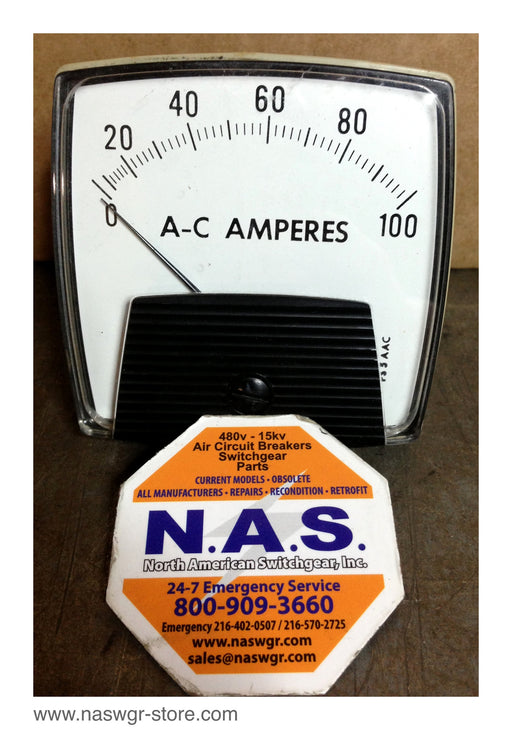 0 20 40 60 80 100
A-C AMPERES
480v - 15kv
Air Circuit Breakers
Switchgear
Parts
CURRENT MODELS • OBSOLETE
ALL MANUFACTURERS • REPAIRS • RECONDITION • RETROFIT
N.A.S.
North American Switchgear, Inc.
24-7 Emergency Service
800-909-3660
Emergency 216-402-0507 / 216-570-2725
www.naswgr.com
sales@naswgr.com
www.naswgr-store.com